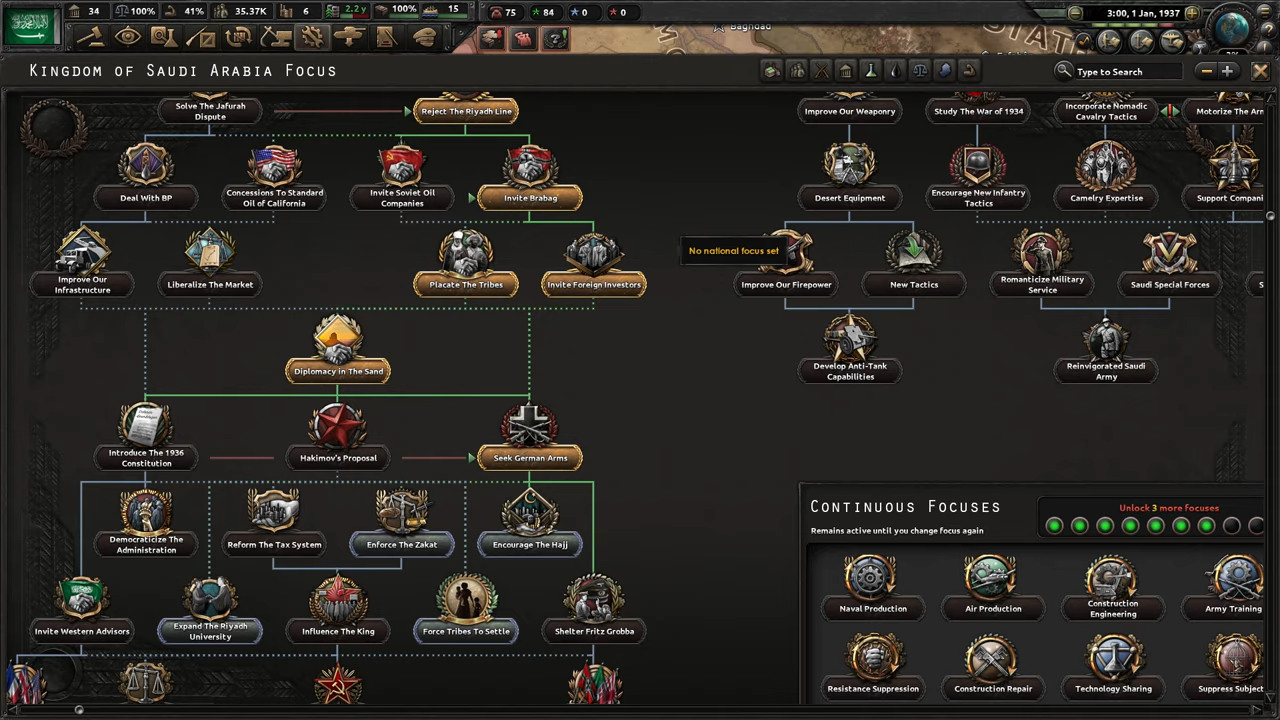 34
100%
41%
35.37K
6
2.2 y
100%
15
75
84
0
0
3:00, 1 Jan, 1937
Baghdad
Kingdom of Saudi Arabia Focus
Type to Search
Solve The Jafurah
Dispute
Reject The Riyadh Line
Improve Our Weaponry
Study The War of 1934
Incorporate Nomadic
Cavalry Tactics
Motorize The Arm
Deal With BP
Concessions To Standard
Oil of California
Invite Soviet Oil
Companies
Invite Brabag
Desert Equipment
Encourage New Infantry
Tactics
Camelry Expertise
Support Compani
Improve Our
Infrastructure
Liberalize The Market
Placate The Tribes
Invite Foreign Investors
No national focus set
Improve Our Firepower
New Tactics
Romanticize Military
Service
Saudi Special Forces
S
Diplomacy in The Sand
Develop Anti-Tank
Capabilities
Reinvigorated Saudi
Army
Introduce The 1936
Constitution
Hakimov's Proposal
Seek German Arms
Democraticize The
Administration
Reform The Tax System
Enforce The Zakat
Encourage The Hajj
Invite Western Advisors
Expand The Riyadh
University
Influence The King
Force Tribes To Settle
Shelter Fritz Grobba
Continuous Focuses
Unlock 3 more focuses
Remains active until you change focus again
Naval Production
Air Production
Construction
Engineering
Army Training
Resistance Suppression
Construction Repair
Technology Sharing
Suppress Subject